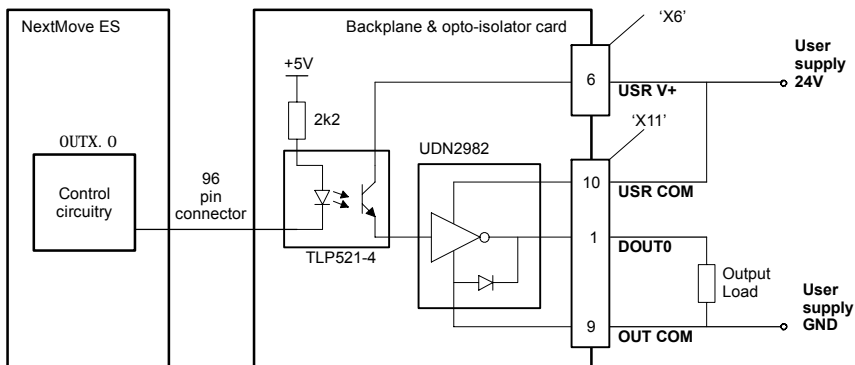 NextMove ES
Backplane & opto-isolator card
'X6'
User
supply
24V
+5V
6
USR V+
2k2
'X11'
OUTX. O
UDN2982
Control
circuitry
96
pin
connector
10
USR COM
1
DOUT0
TLP521-4
Output
Load
User
supply
GND
9
OUT COM